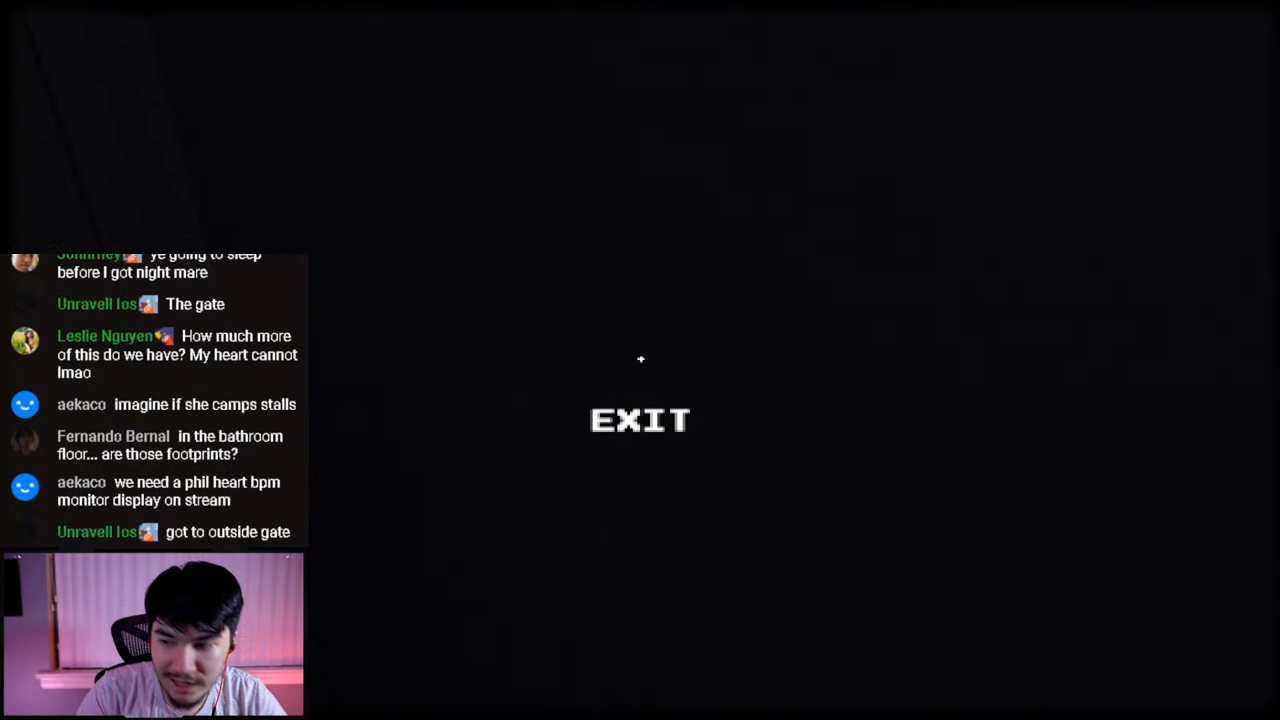 Johnmey ye going to sleep
before I got night mare
Unravell Ios The gate
Leslie Nguyen How much more
of this do we have? My heart cannot
lmao
aekaco imagine if she camps stalls
Fernando Bernal in the bathroom
floor... are those footprints?
aekaco we need a phil heart bpm
monitor display on stream
Unravell Ios got to outside gate
EXIT